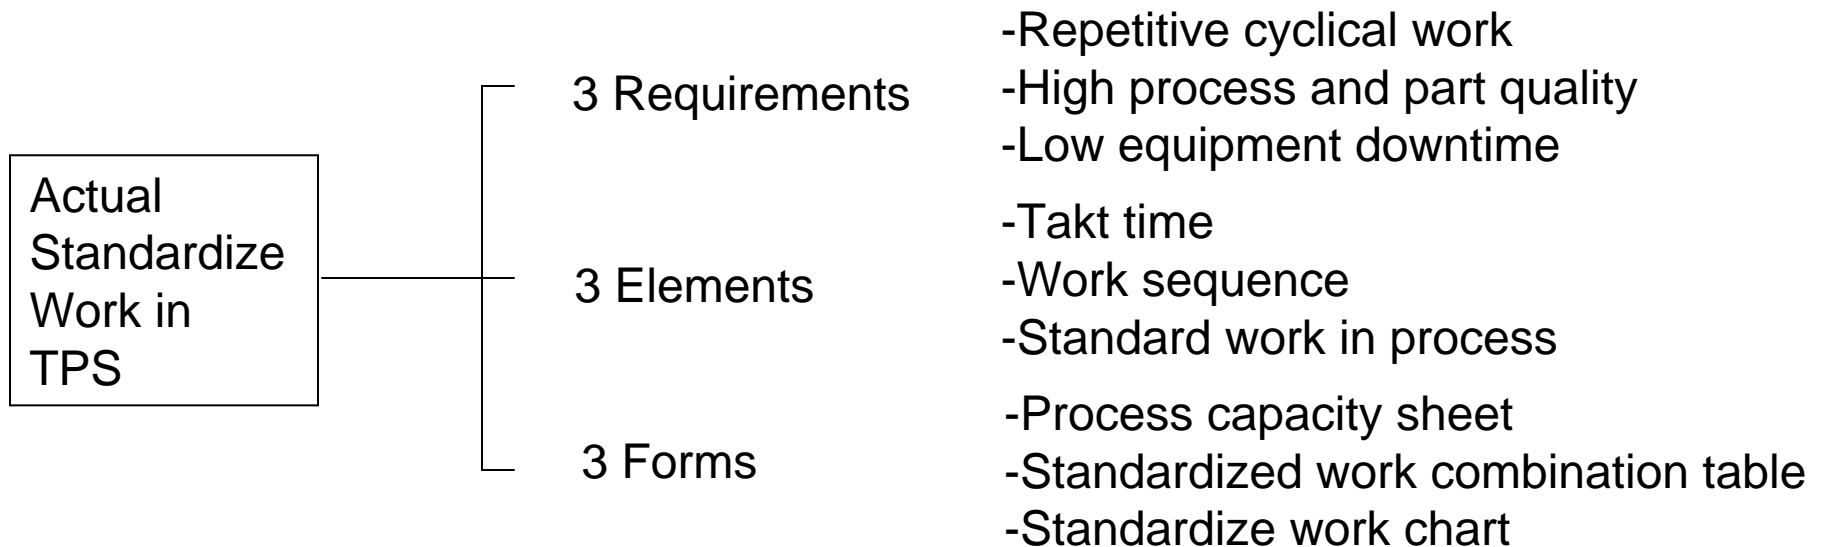 Actual
Standardize
Work in
TPS
3 Requirements
-Repetitive cyclical work
-High process and part quality
-Low equipment downtime
3 Elements
-Takt time
-Work sequence
-Standard work in process
3 Forms
-Process capacity sheet
-Standardized work combination table
-Standardize work chart